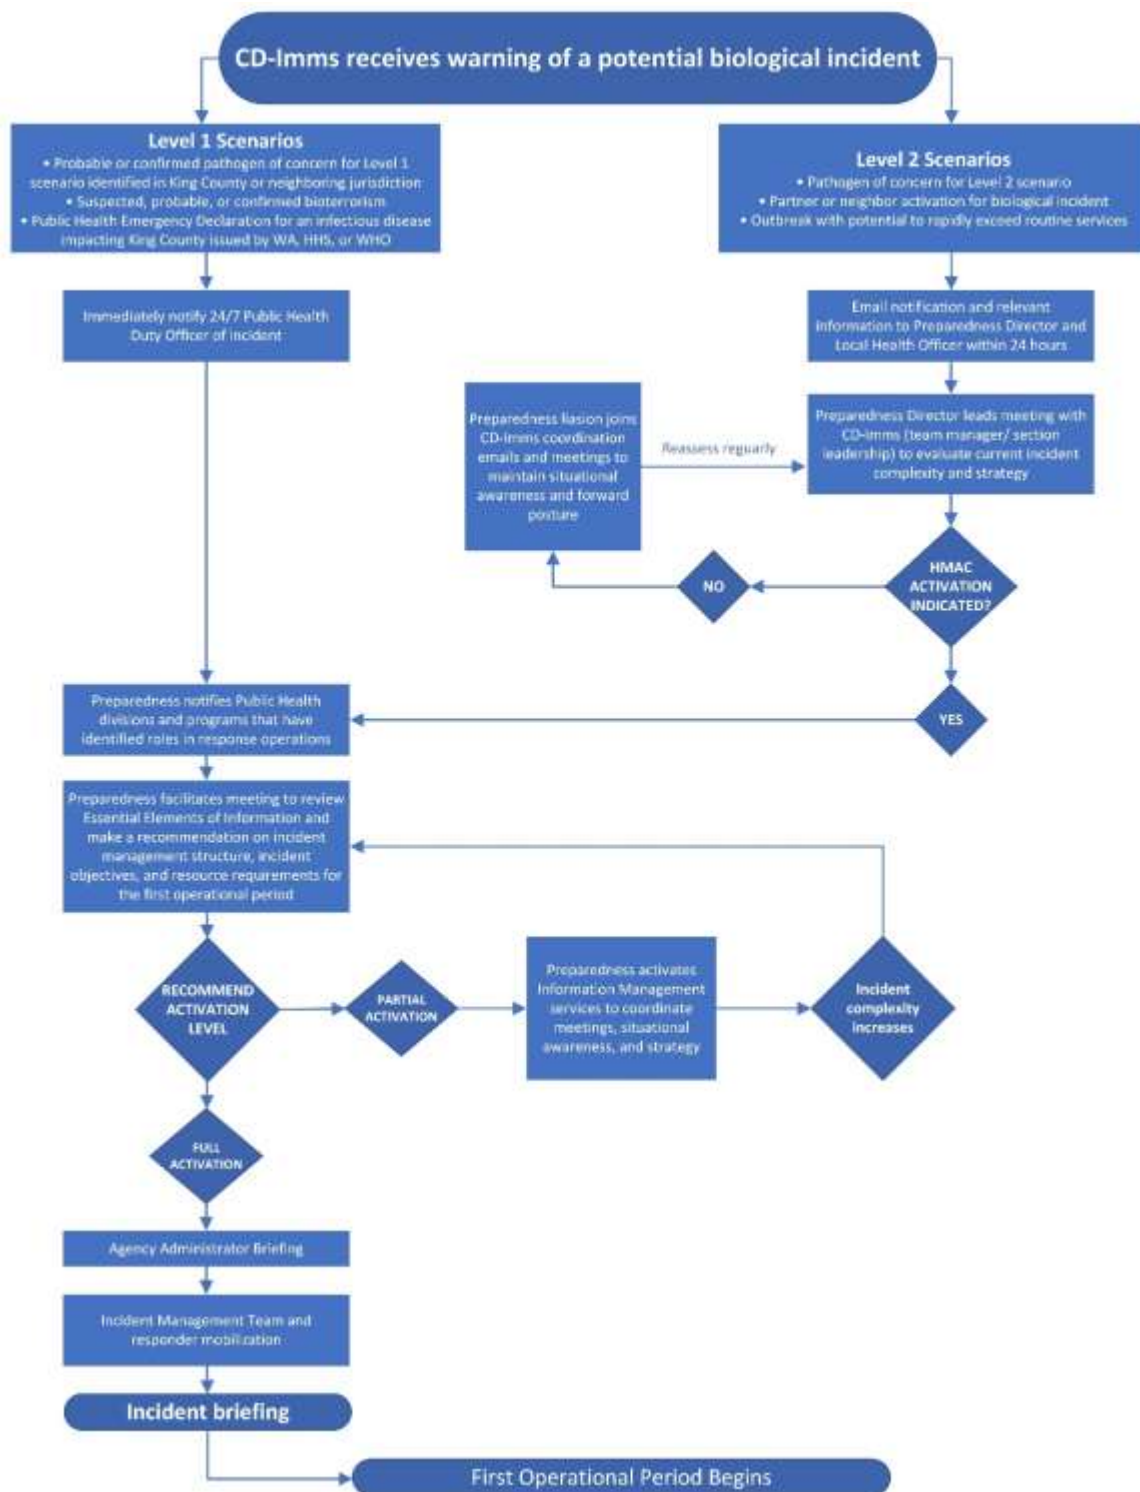 CD-Imms receives warning of a potential biological incident
Level 1 Scenarios
• Probable or confirmed pathogen of concern for Level 1
scenario identified in King County or neighboring jurisdiction
• Suspected, probable, or confirmed bioterrorism
• Public Health Emergency Declaration for an infectious disease
impacting King County issued by WA, HHS, or WHO
Level 2 Scenarios
• Pathogen of concern for Level 2 scenario
• Partner or neighbor activation for biological incident
• Outbreak with potential to rapidly exceed routine services
Immediately notify 24/7 Public Health
Duty Officer of incident
Email notification and relevant
information to Preparedness Director and
Local Health Officer within 24 hours
Preparedness liasion joins
CD-Imms coordination
emails and meetings to
maintain situational
awareness and forward
posture
Reassess reguarly
Preparedness Director leads meeting with
CD-Imms (team manager/ section
leadership) to evaluate current incident
complexity and strategy
HMAC
ACTIVATION
INDICATED?
NO
YES
Preparedness notifies Public Health
divisions and programs that have
identified roles in response operations
Preparedness facilitates meeting to review
Essential Elements of Information and
make a recommendation on incident
management structure, incident
objectives, and resource requirements for
the first operational period
RECOMMEND
ACTIVATION
LEVEL
PARTIAL
ACTIVATION
Preparedness activates
Information Management
services to coordinate
meetings, situational
awareness, and strategy
Incident
complexity
increases
FULL
ACTIVATION
Agency Administrator Briefing
Incident Management Team and
responder mobilization
Incident briefing
First Operational Period Begins